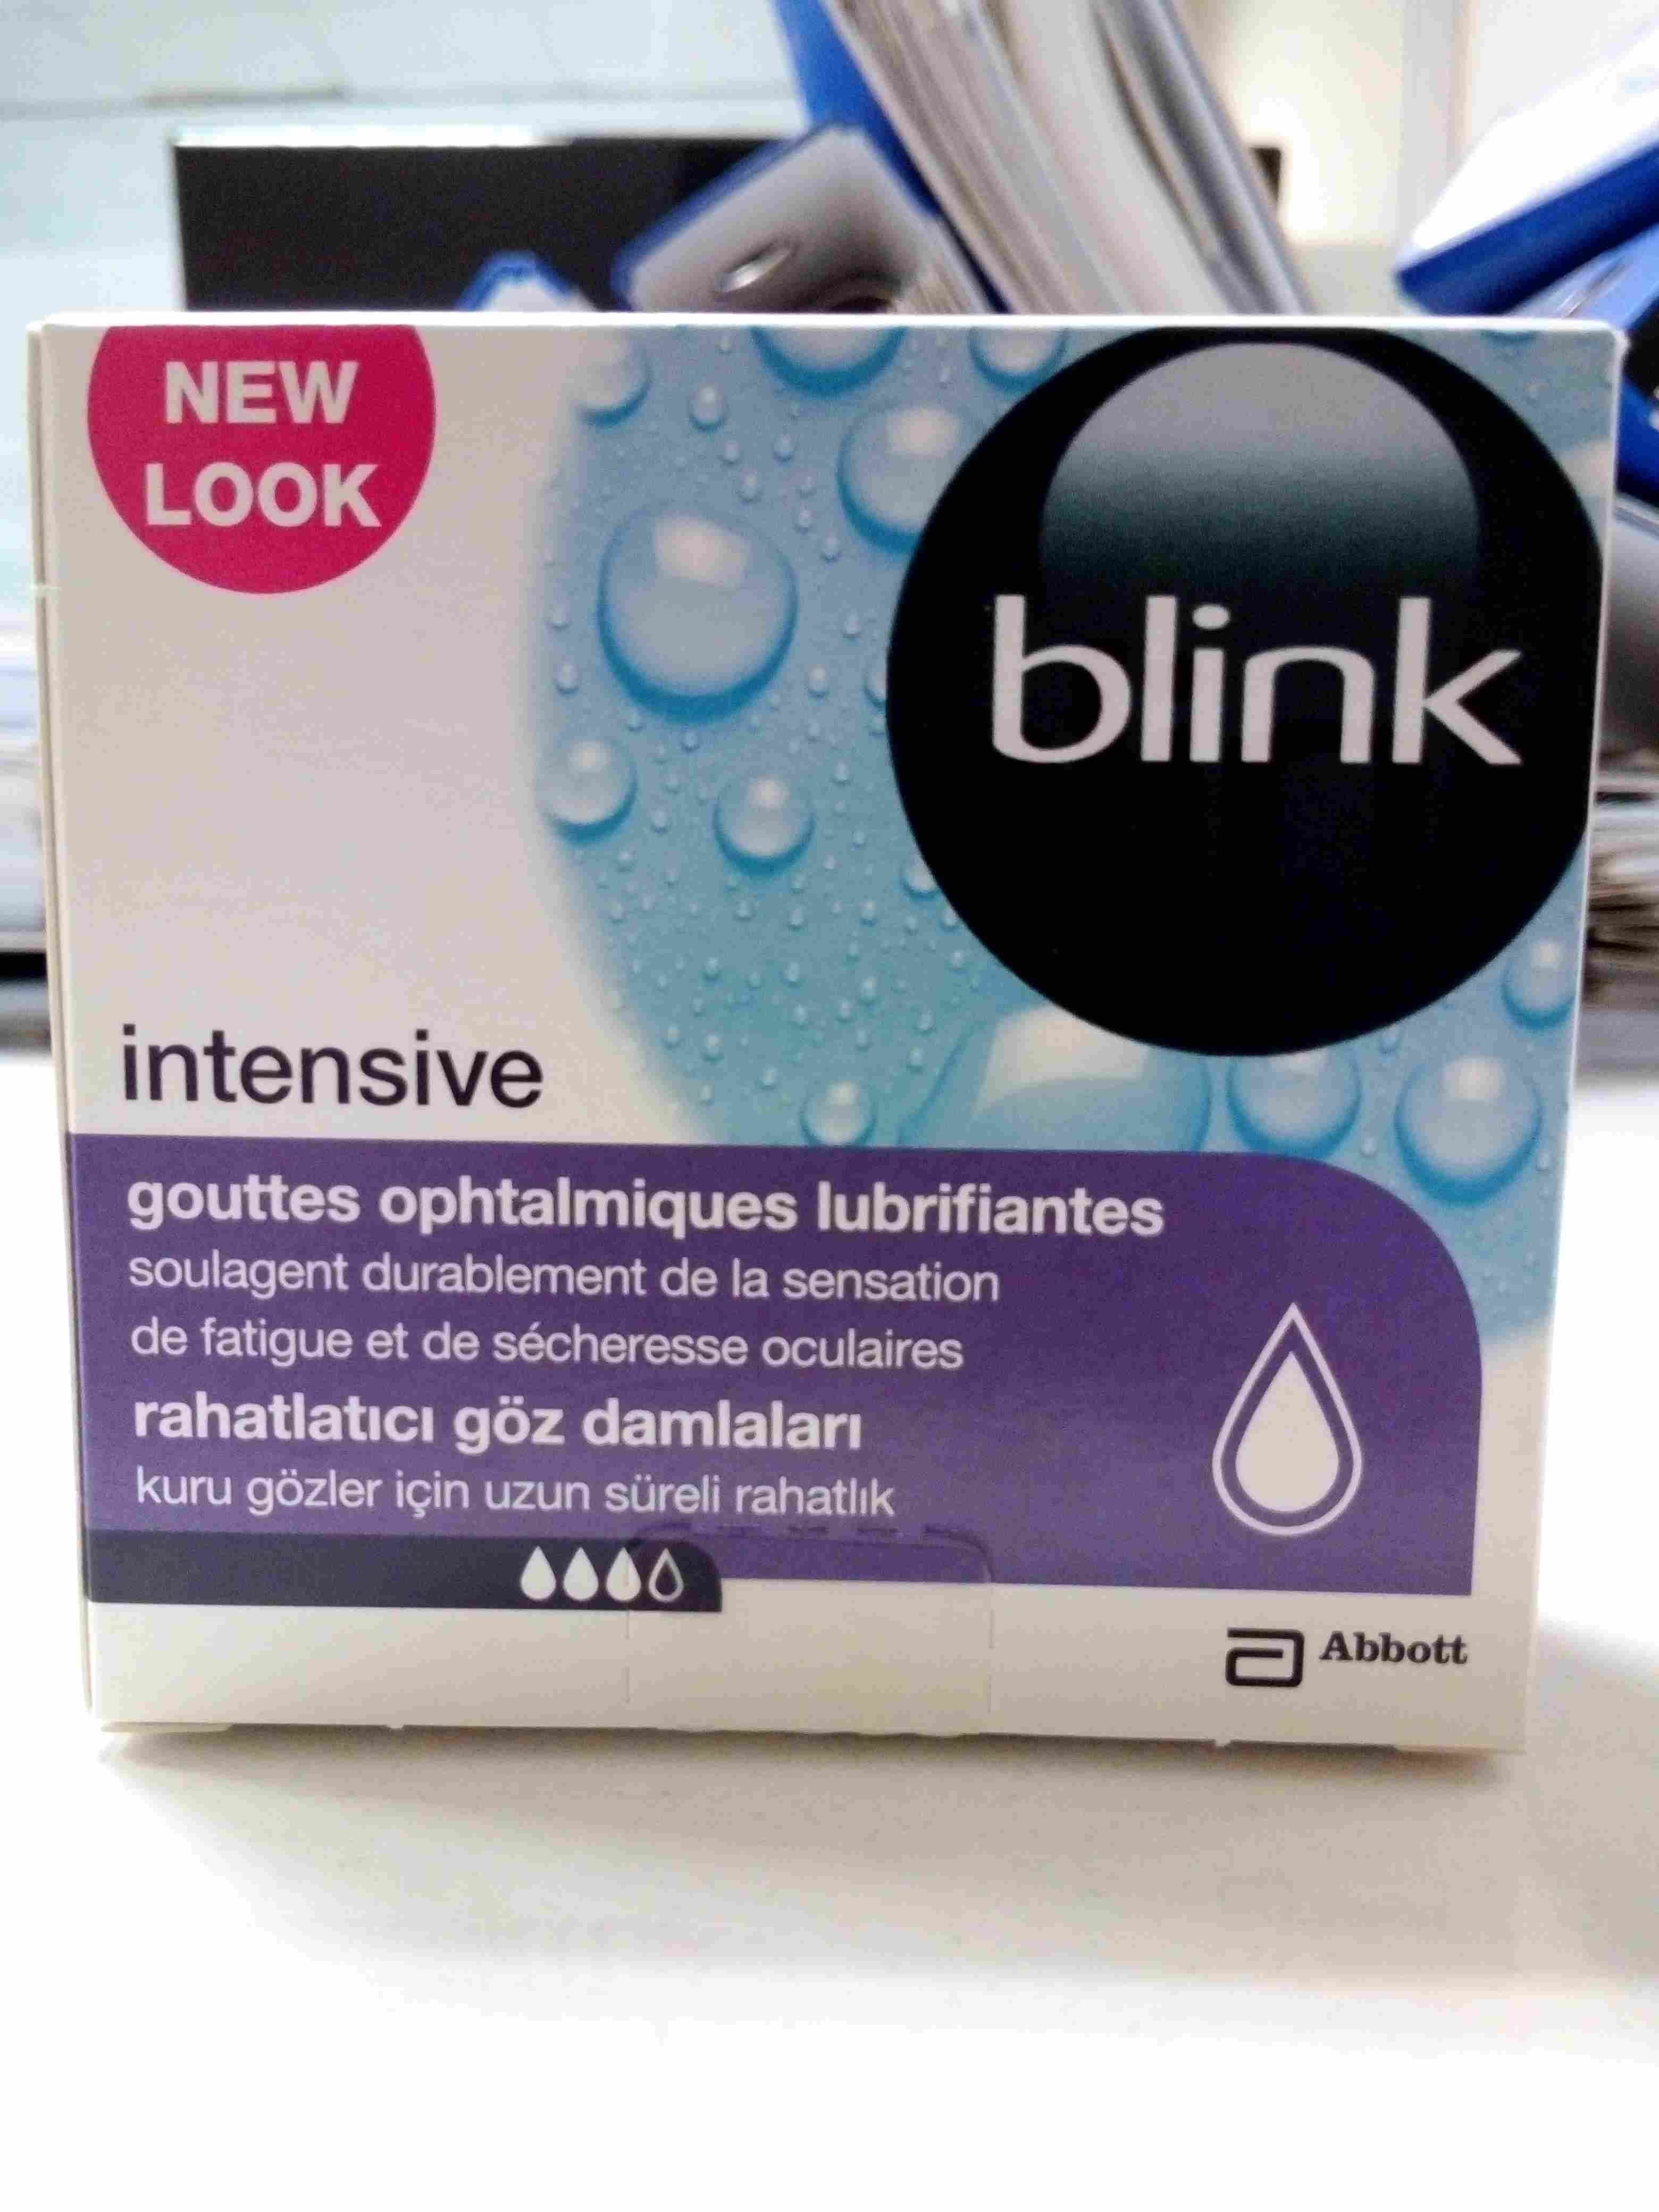 NEW
LOOK
blink
intensive
gouttes ophtalmiques lubrifiantes
soulagent durablement de la sensation
de fatigue et de sécheresse oculaires
rahatlatıcı göz damlaları
kuru gözler için uzun süreli rahatlık
Abbott